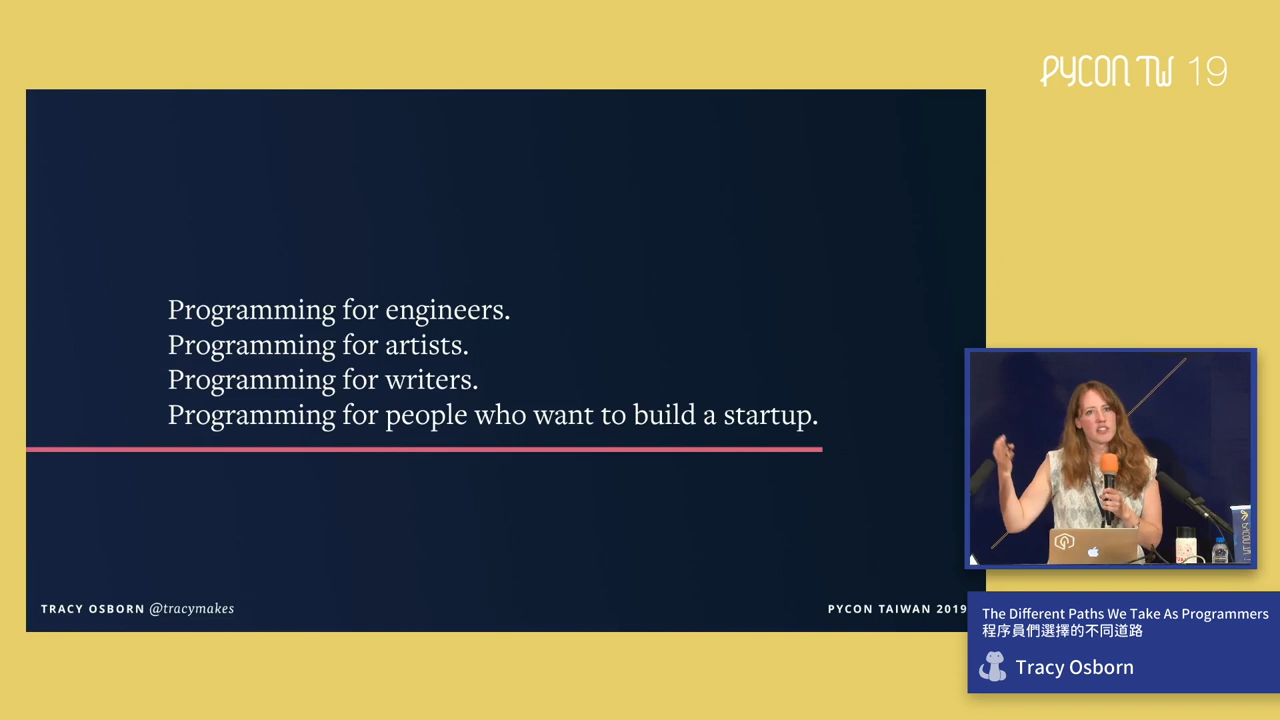 PYCON TW 19
Programming for engineers.
Programming for artists.
Programming for writers.
Programming for people who want to build a startup.
TRACY OSBORN @tracymakes
PYCON TAIWAN 2019
The Different Paths We Take As Programmers
程序員們選擇的不同道路
Tracy Osborn